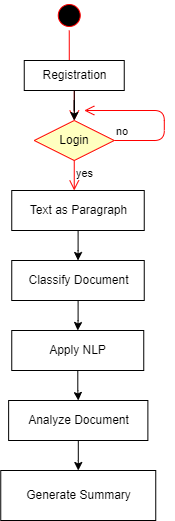 Registration
Login
no
yes
Text as Paragraph
Classify Document
Apply NLP
Analyze Document
Generate Summary